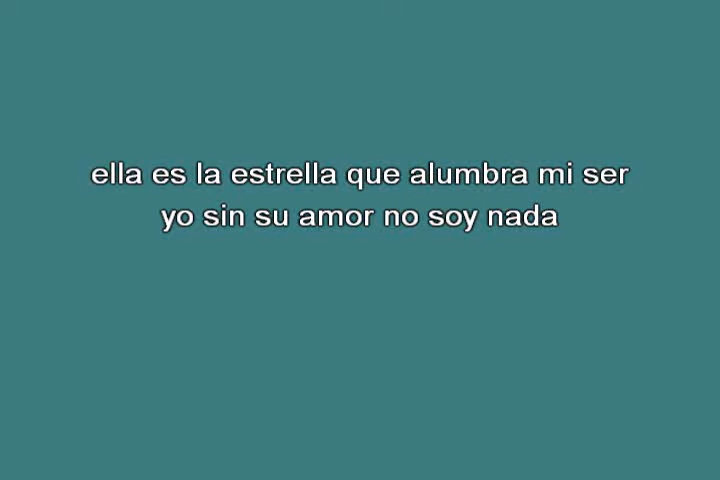 ella es la estrella que alumbra mi ser
yo sin su amor no soy nada